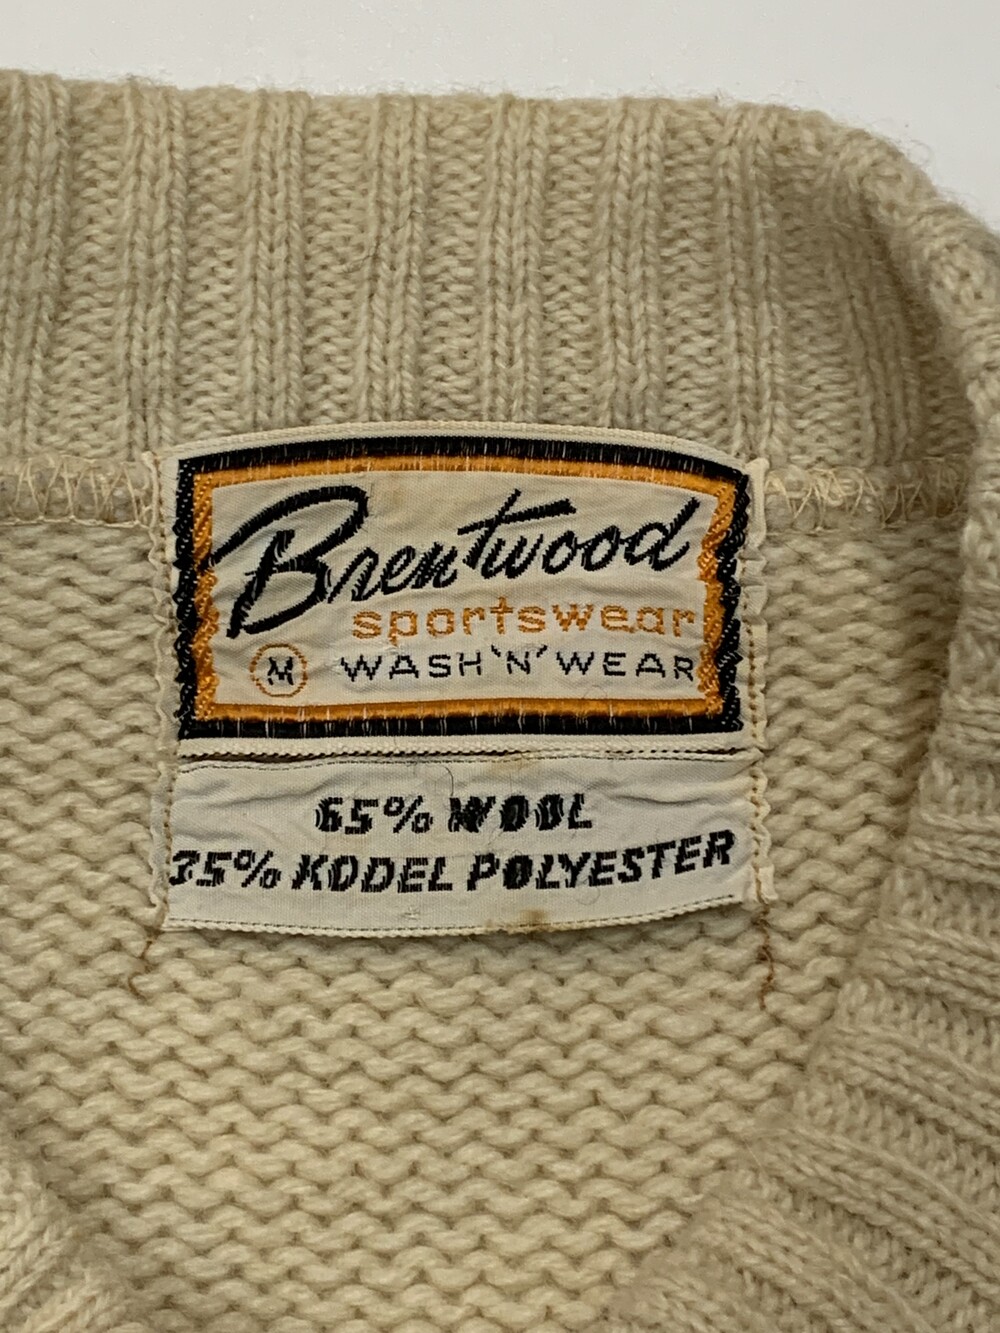 Brentwood
sportswear
M WASH 'N' WEAR
65% WOOL
35% KODEL POLYESTER